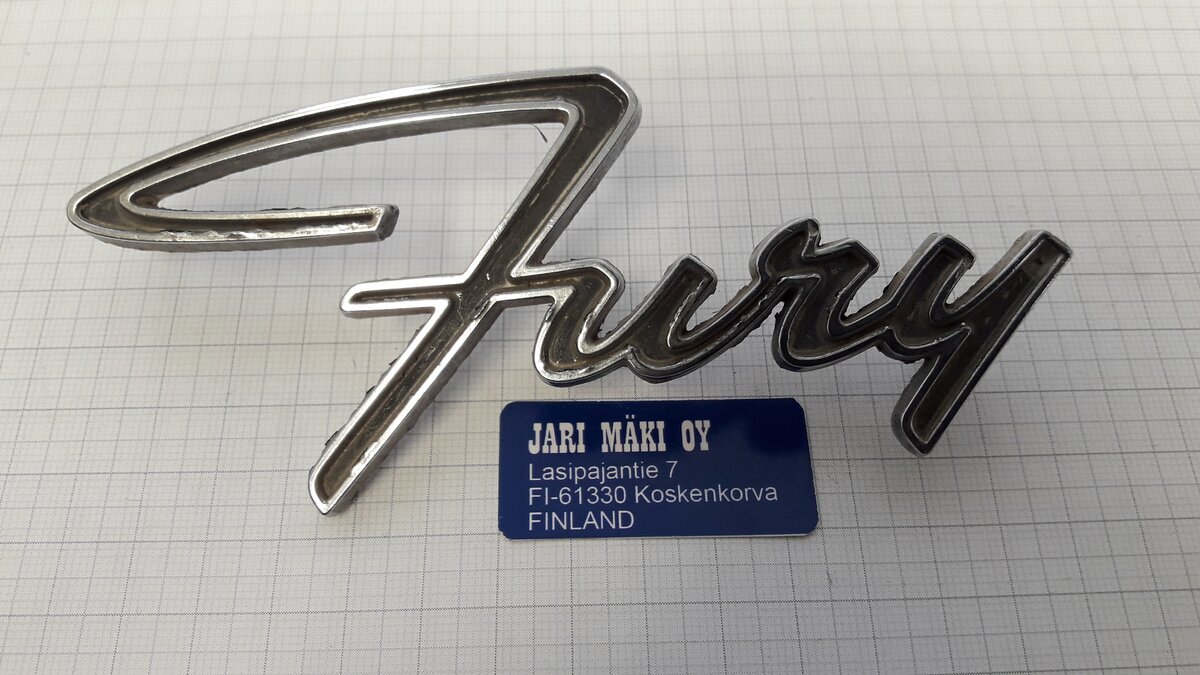 Fury
JARI MÄKI OY
Lasipajantie 7
FI-61330 Koskenkorva
FINLAND